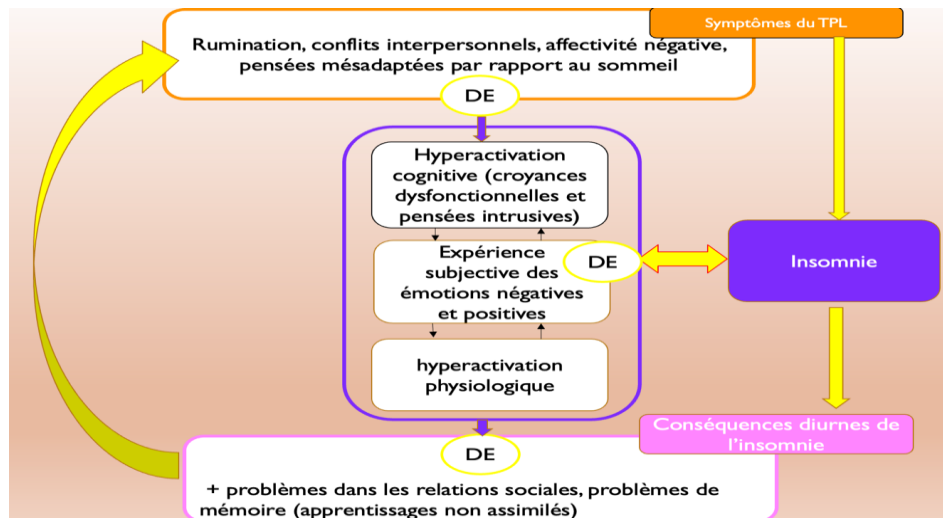 Symptômes du TPL
Rumination, conflits interpersonnels, affectivité négative,
pensées mésadaptées par rapport au sommeil
DE
Hyperactivation
cognitive (croyances
dysfonctionnelles et
pensées intrusives)
Expérience
subjective des
émotions négatives
et positives
DE
Insomnie
hyperactivation
physiologique
Conséquences diurnes de
l’insomnie
DE
+ problèmes dans les relations sociales, problèmes de
mémoire (apprentissages non assimilés)